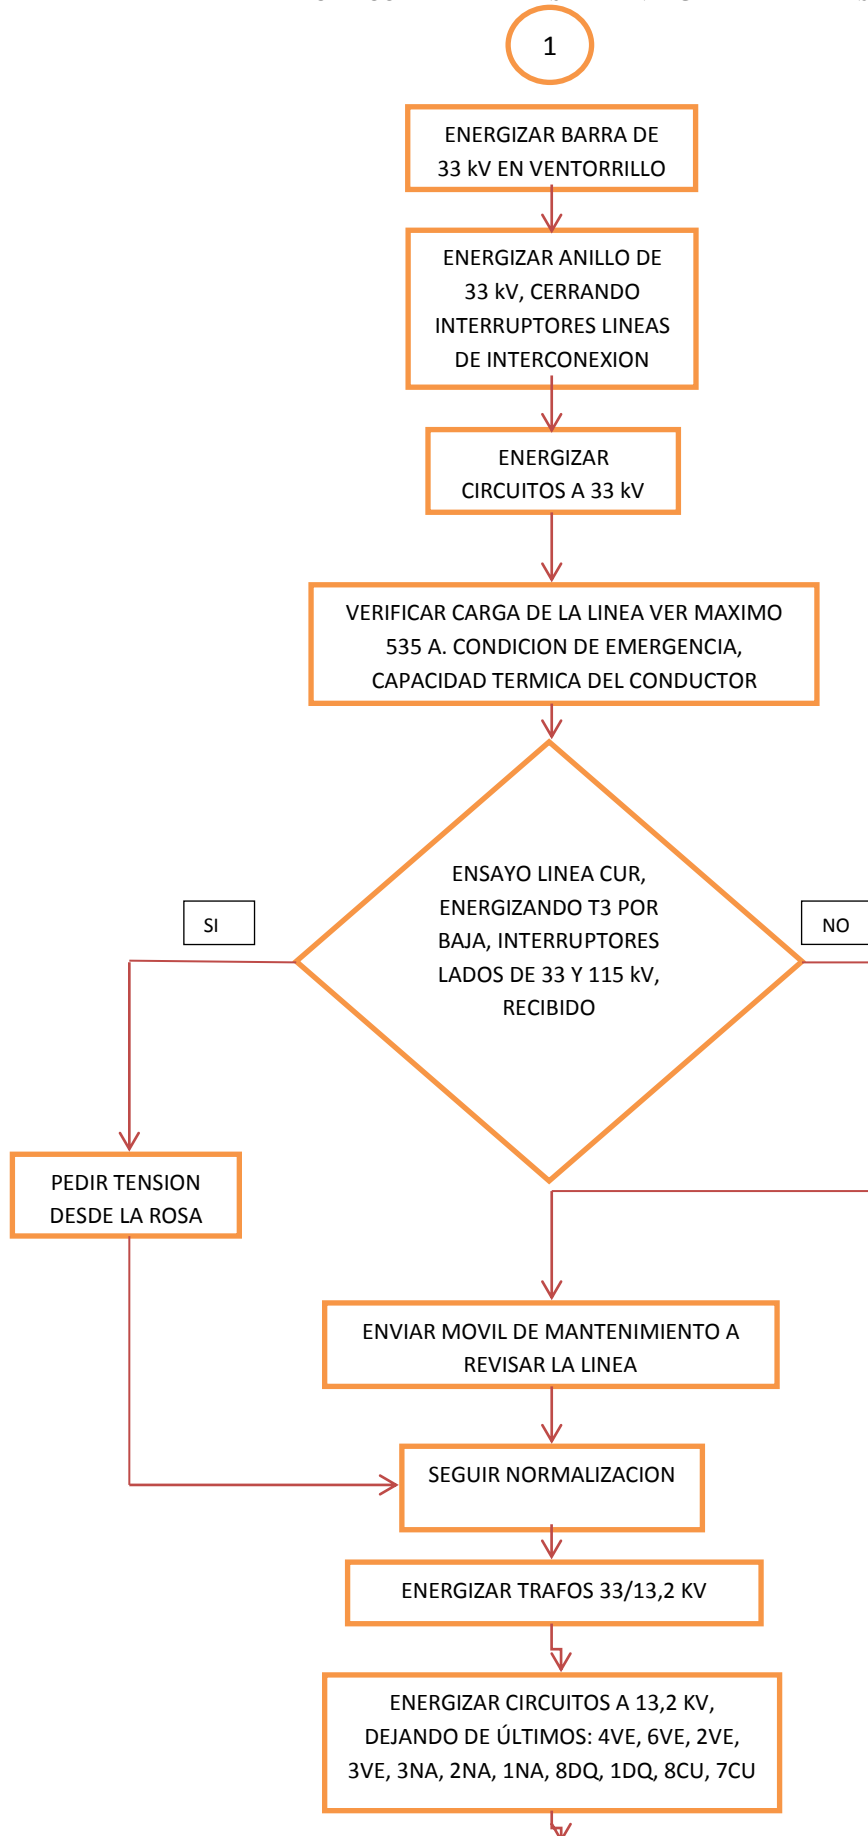 1
ENERGIZAR BARRA DE
33 kV EN VENTORRILLO
ENERGIZAR ANILLO DE
33 kV, CERRANDO
INTERRUPTORES LINEAS
DE INTERCONEXION
ENERGIZAR
CIRCUITOS A 33 kV
VERIFICAR CARGA DE LA LINEA VER MAXIMO
535 A. CONDICION DE EMERGENCIA,
CAPACIDAD TERMICA DEL CONDUCTOR
ENSAYO LINEA CUR,
ENERGIZANDO T3 POR
BAJA, INTERRUPTORES
LADOS DE 33 Y 115 kV,
RECIBIDO
SI
NO
PEDIR TENSION
DESDE LA ROSA
ENVIAR MOVIL DE MANTENIMIENTO A
REVISAR LA LINEA
SEGUIR NORMALIZACION
ENERGIZAR TRAFOS 33/13,2 KV
ENERGIZAR CIRCUITOS A 13,2 KV,
DEJANDO DE ÚLTIMOS: 4VE, 6VE, 2VE,
3VE, 3NA, 2NA, 1NA, 8DQ, 1DQ, 8CU, 7CU